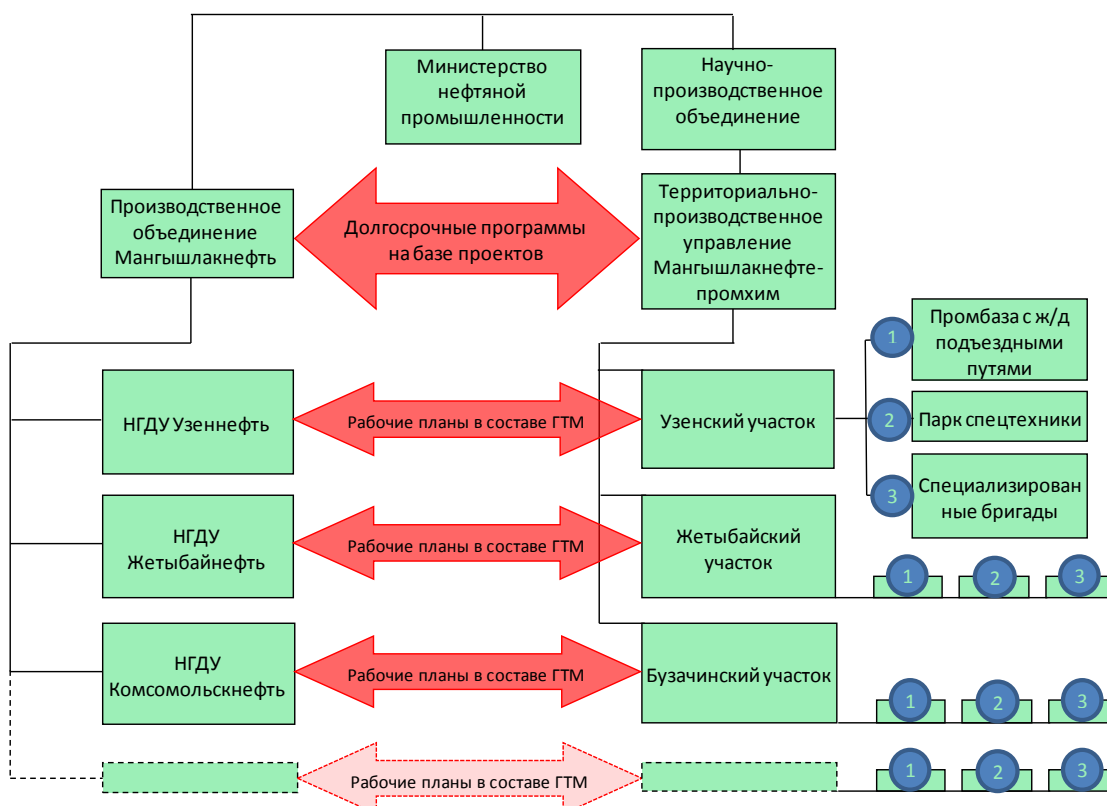 Министерство
нефтяной
промышленности
Научно-
производственное
объединение
Производственное
объединение
Мангышлакнефть
Долгосрочные программы
на базе проектов
Территориально-
производственное
управление
Мангышлакнефте-
промхим
НГДУ Узеннефть
Рабочие планы в составе ГТМ
Узенский участок
1
Промбаза с ж/д
подъездными
путями
2
Парк спецтехники
3
Специализирован
ные бригады
НГДУ
Жетыбайнефть
Рабочие планы в составе ГТМ
Жетыбайский
участок
1 2 3
НГДУ
Комсомольскнефть
Рабочие планы в составе ГТМ
Бузачинский участок
1 2 3
Рабочие планы в составе ГТМ
1 2 3